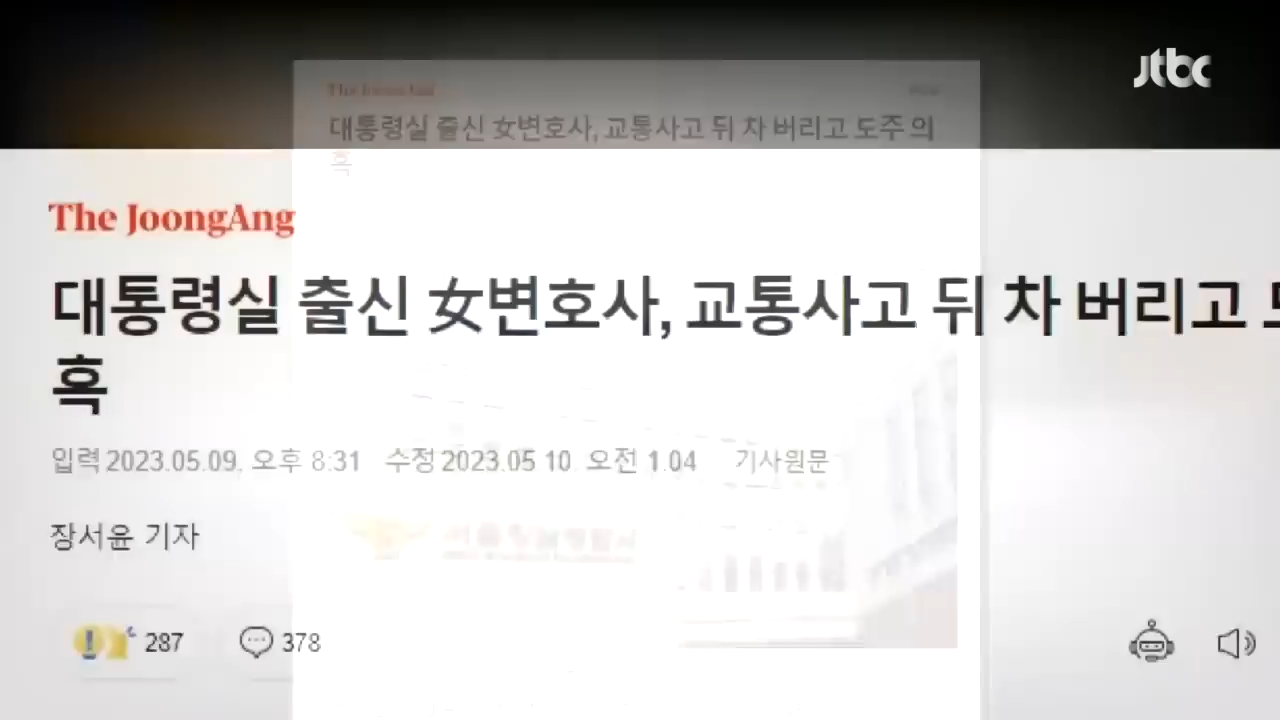 jtbc
The JoongAng
대통령실 출신 女변호사, 교통사고 뒤 차 버리고 도주 의
혹
The JoongAng
대통령실 출신 女변호사, 교통사고 뒤 차 버리고
혹
입력 2023.05.09. 오후 8:31 수정 2023.05.10. 오전 1:04 기사원문
장서윤 기자
287 378